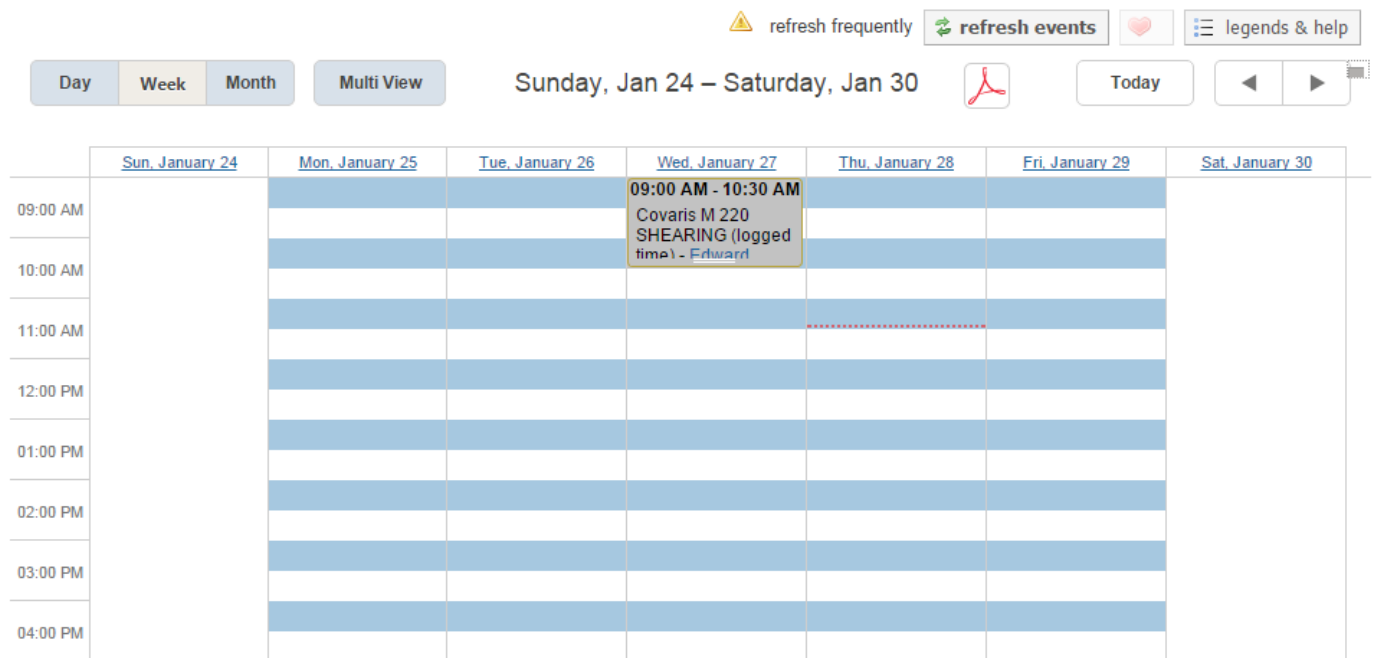 refresh frequently refresh events legends & help
Day Week Month Multi View Sunday, Jan 24 – Saturday, Jan 30 Today
Sun, January 24 Mon, January 25 Tue, January 26 Wed, January 27 Thu, January 28 Fri, January 29 Sat, January 30
09:00 AM - 10:30 AM
09:00 AM
Covaris M 220
SHEARING (logged
time) - Edward
10:00 AM
11:00 AM
12:00 PM
01:00 PM
02:00 PM
03:00 PM
04:00 PM